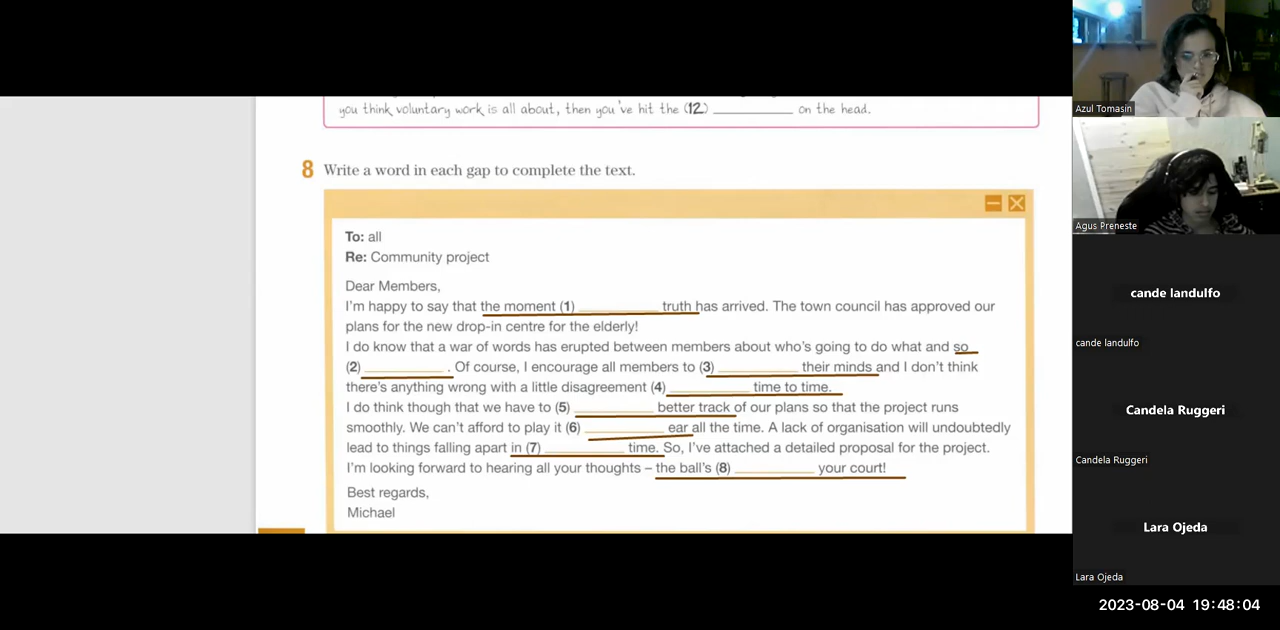 you think voluntary work is all about, then you've hit the (12) __________ on the head.
8 Write a word in each gap to complete the text.
To: all
Re: Community project
Dear Members,
I'm happy to say that the moment (1) __________ truth has arrived. The town council has approved our
plans for the new drop-in centre for the elderly!
I do know that a war of words has erupted between members about who's going to do what and so
(2) __________ . Of course, I encourage all members to (3) __________ their minds and I don't think
there's anything wrong with a little disagreement (4) __________ time to time.
I do think though that we have to (5) __________ better track of our plans so that the project runs
smoothly. We can't afford to play it (6) __________ ear all the time. A lack of organisation will undoubtedly
lead to things falling apart in (7) __________ time. So, I've attached a detailed proposal for the project.
I'm looking forward to hearing all your thoughts – the ball's (8) __________ your court!
Best regards,
Michael
Azul Tomasín
Agus Preneste
cande landulfo
cande landulfo
Candela Ruggeri
Candela Ruggeri
Lara Ojeda
Lara Ojeda
2023-08-04 19:48:04